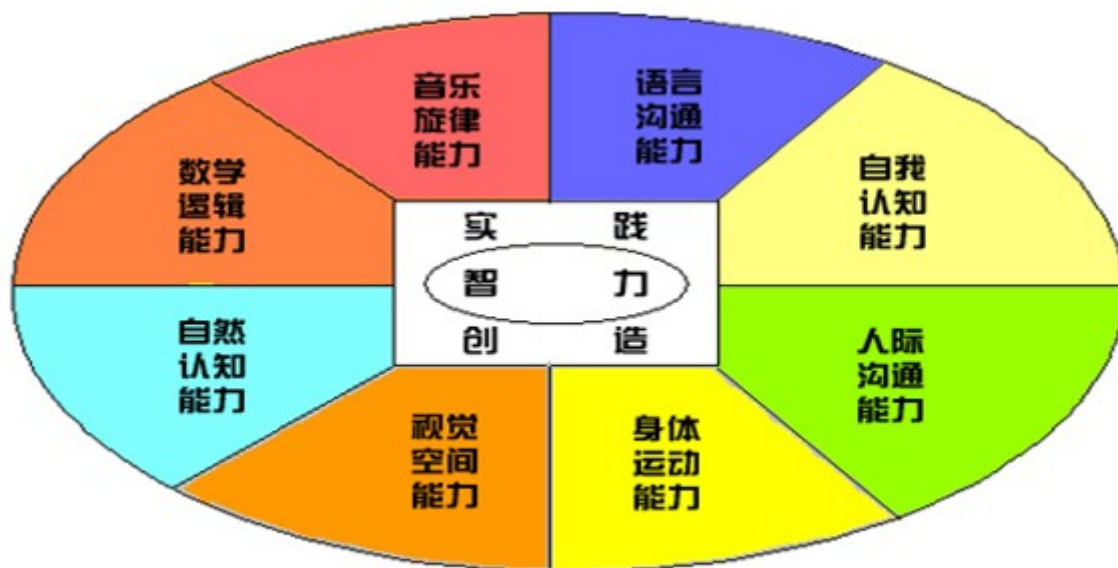 音乐
旋律
能力
语言
沟通
能力
数学
逻辑
能力
自我
认知
能力
实 践
智 力
创 造
自然
认知
能力
人际
沟通
能力
视觉
空间
能力
身体
运动
能力